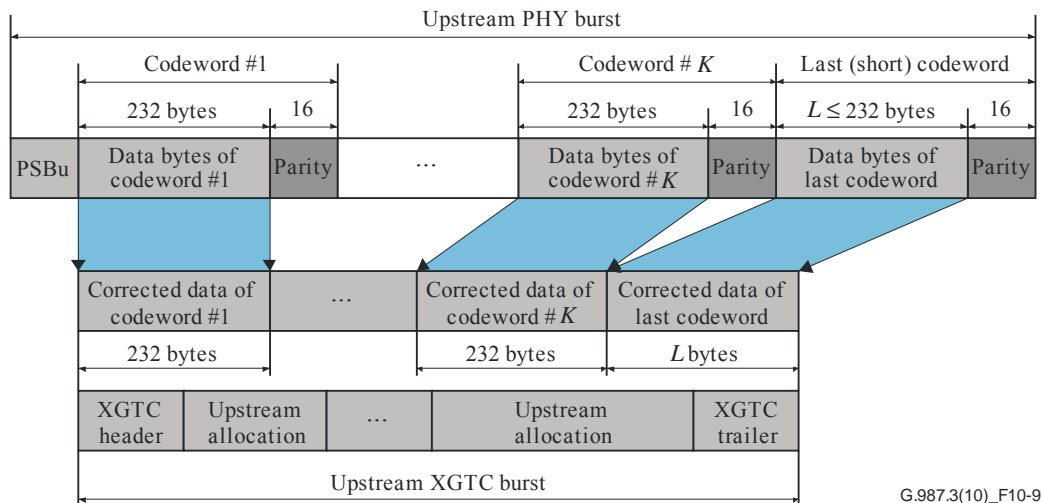 Upstream PHY burst
Codeword #1
Codeword # K
Last (short) codeword
232 bytes
16
232 bytes
16
L ≤ 232 bytes
16
PSBu
Data bytes of
codeword #1
Parity
...
Data bytes of
codeword # K
Parity
Data bytes of
last codeword
Parity
Corrected data of
codeword #1
...
Corrected data of
codeword # K
Corrected data of
last codeword
232 bytes
232 bytes
L bytes
XGTC
header
Upstream
allocation
...
Upstream
allocation
XGTC
trailer
Upstream XGTC burst
G.987.3(10)_F10-9